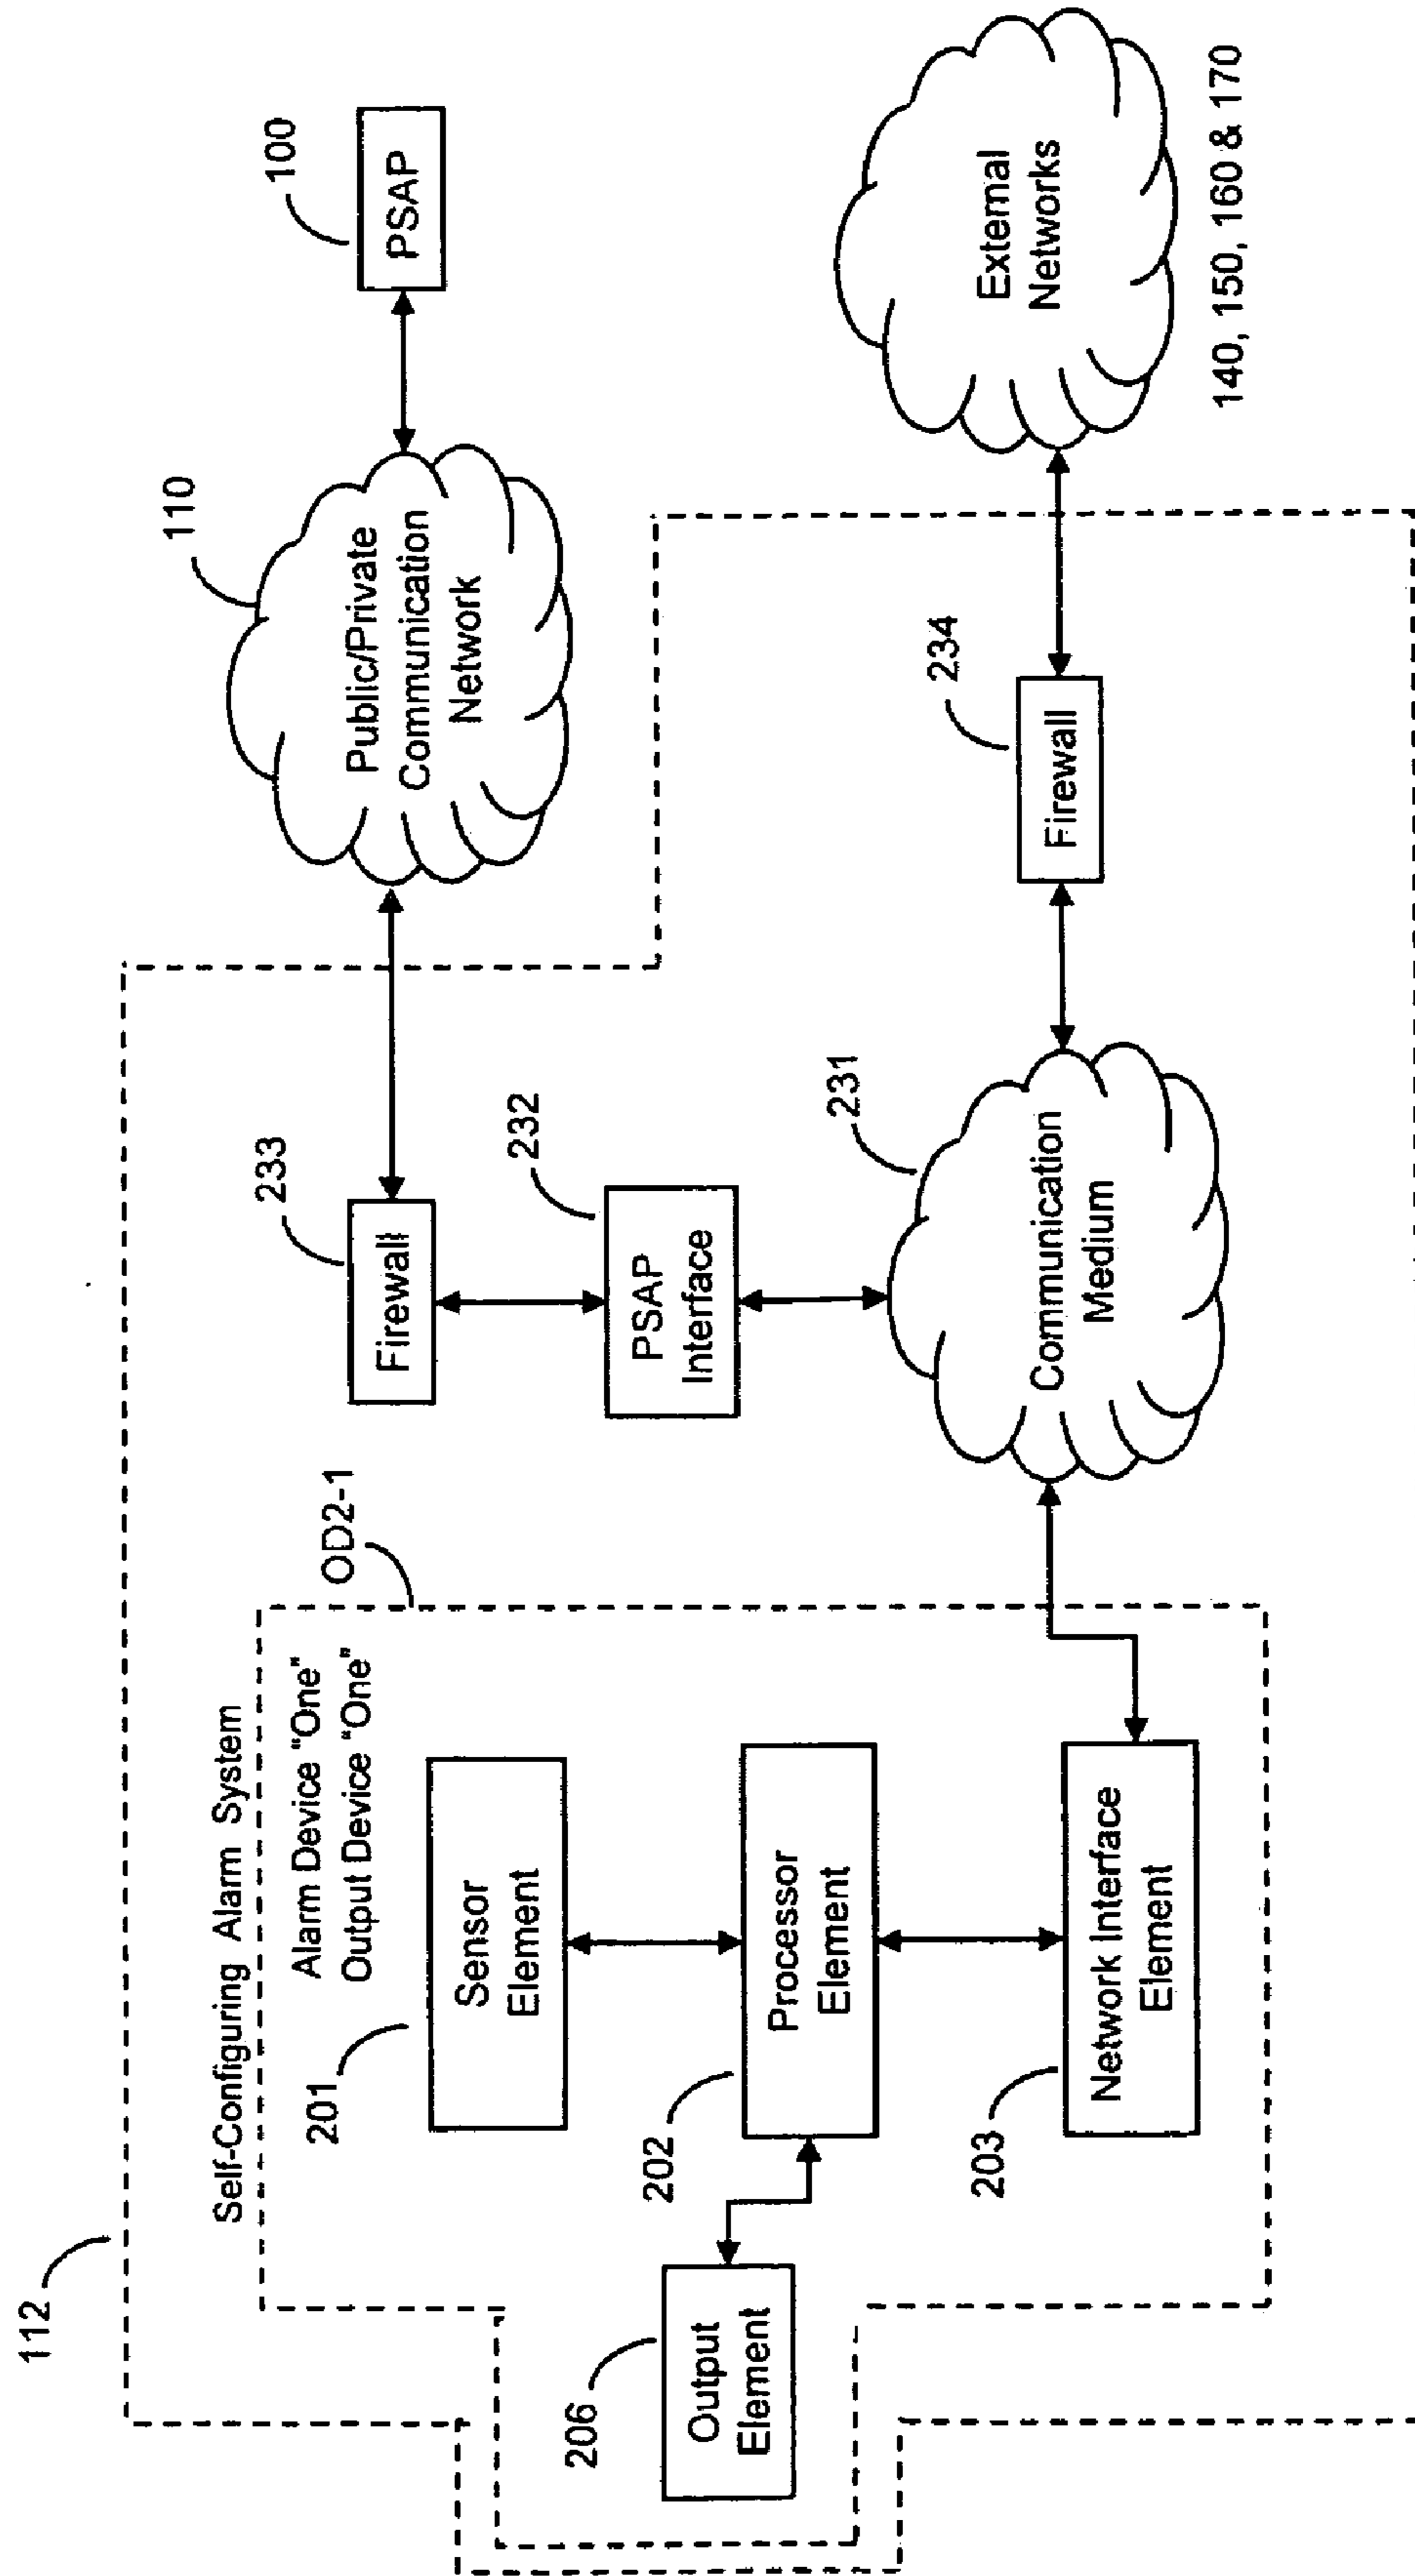 112
Self-Configuring Alarm System
OD2-1
Alarm Device "One"
Output Device "One"
201
Sensor
Element
202
Processor
Element
203
Network Interface
Element
206
Output
Element
233
Firewall
232
PSAP
Interface
231
Communication
Medium
234
Firewall
110
Public/Private
Communication
Network
100
PSAP
External
Networks
140, 150, 160 & 170